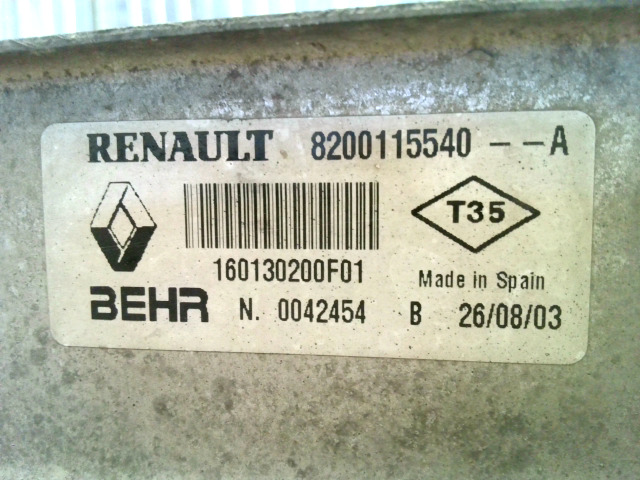 RENAULT 8200115540 - - A
T35
160130200F01
Made in Spain
BEHR N. 0042454 B 26/08/03